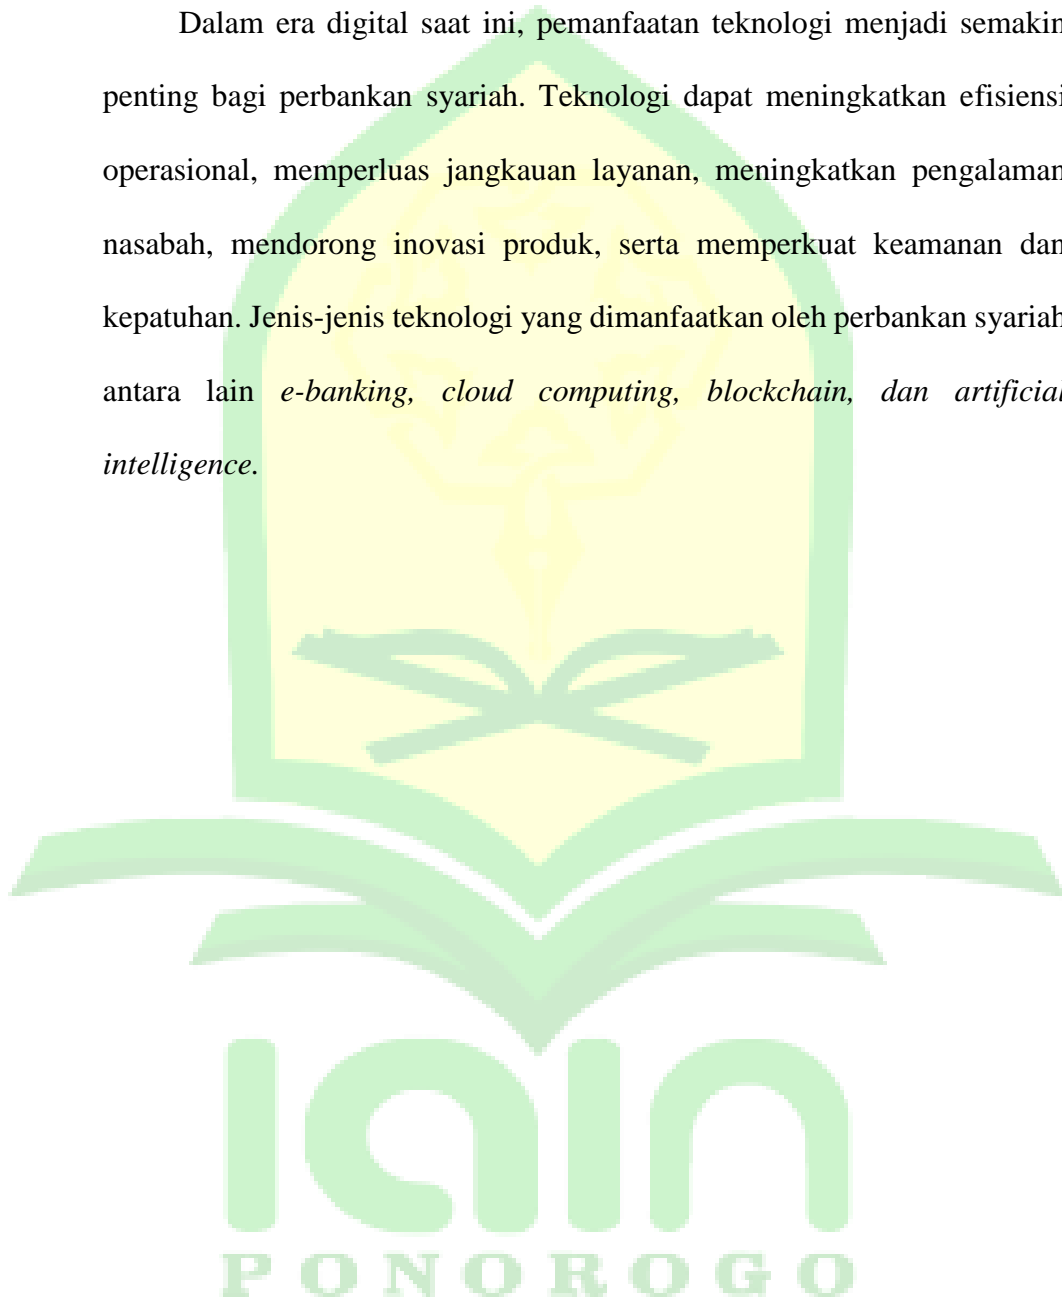 Dalam era digital saat ini, pemanfaatan teknologi menjadi semakin
penting bagi perbankan syariah. Teknologi dapat meningkatkan efisiensi
operasional, memperluas jangkauan layanan, meningkatkan pengalaman
nasabah, mendorong inovasi produk, serta memperkuat keamanan dan
kepatuhan. Jenis-jenis teknologi yang dimanfaatkan oleh perbankan syariah
antara lain e-banking, cloud computing, blockchain, dan artificial
intelligence.
iain
PONOROGO